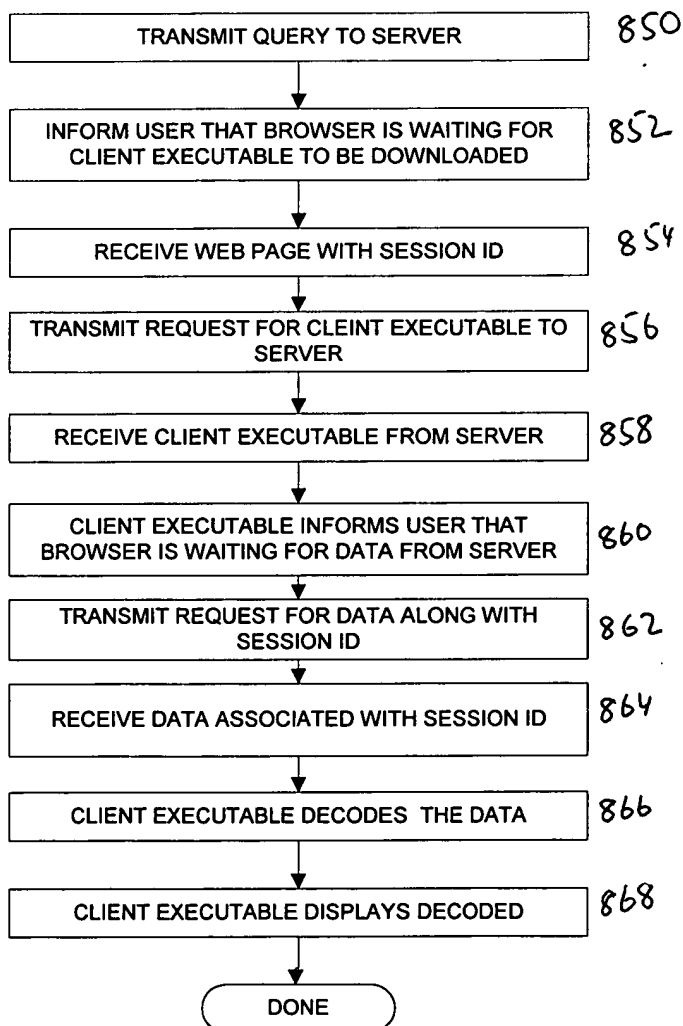 TRANSMIT QUERY TO SERVER 850
INFORM USER THAT BROWSER IS WAITING FOR
CLIENT EXECUTABLE TO BE DOWNLOADED 852
RECEIVE WEB PAGE WITH SESSION ID 854
TRANSMIT REQUEST FOR CLEINT EXECUTABLE TO
SERVER 856
RECEIVE CLIENT EXECUTABLE FROM SERVER 858
CLIENT EXECUTABLE INFORMS USER THAT
BROWSER IS WAITING FOR DATA FROM SERVER 860
TRANSMIT REQUEST FOR DATA ALONG WITH
SESSION ID 862
RECEIVE DATA ASSOCIATED WITH SESSION ID 864
CLIENT EXECUTABLE DECODES THE DATA 866
CLIENT EXECUTABLE DISPLAYS DECODED 868
DONE